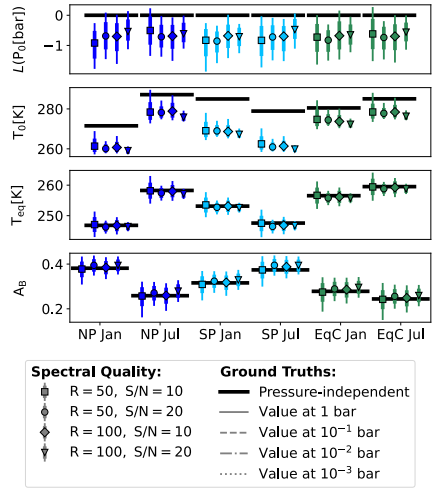 L(P₀[bar])
0
−1
T₀[K]
280
260
T_eq[K]
260
250
A_B
0.4
0.2
NP Jan NP Jul SP Jan SP Jul EqC Jan EqC Jul
Spectral Quality:
R = 50, S/N = 10
R = 50, S/N = 20
R = 100, S/N = 10
R = 100, S/N = 20
Ground Truths:
Pressure-independent
Value at 1 bar
Value at 10⁻¹ bar
Value at 10⁻² bar
Value at 10⁻³ bar